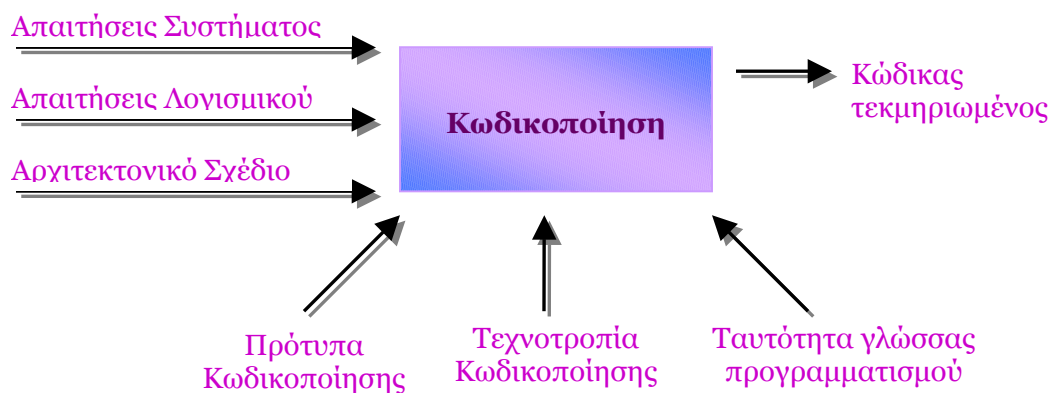 Απαιτήσεις Συστήματος
Απαιτήσεις Λογισμικού
Αρχιτεκτονικό Σχέδιο
Κωδικοποίηση
Κώδικας
τεκμηριωμένος
Πρότυπα
Κωδικοποίησης
Τεχνοτροπία
Κωδικοποίησης
Ταυτότητα γλώσσας
προγραμματισμού